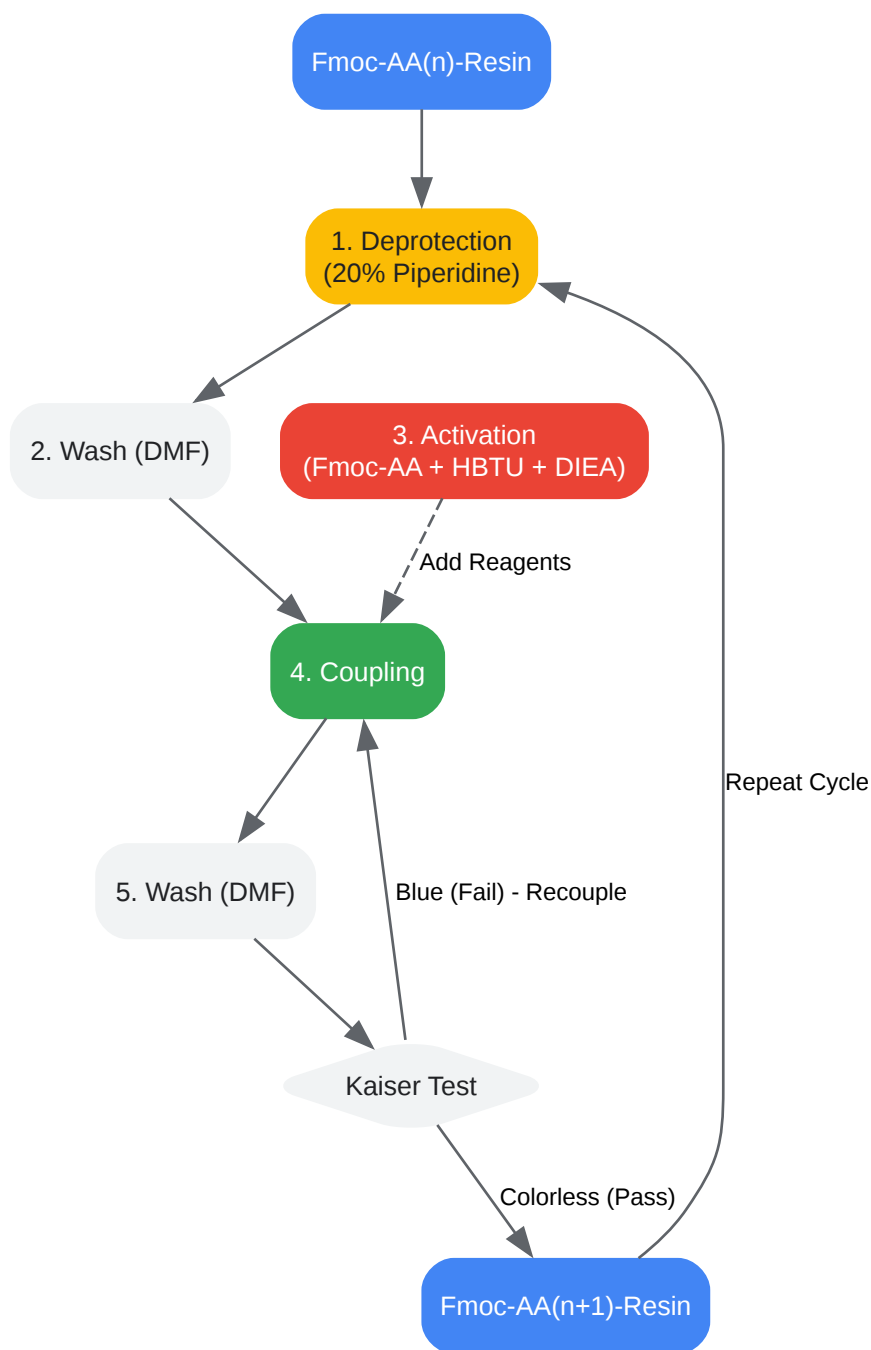 Fmoc-AA(n)-Resin
1. Deprotection
(20% Piperidine)
2. Wash (DMF)
3. Activation
(Fmoc-AA + HBTU + DIEA)
Add Reagents
4. Coupling
Repeat Cycle
5. Wash (DMF)
Blue (Fail) - Recouple
Kaiser Test
Colorless (Pass)
Fmoc-AA(n+1)-Resin